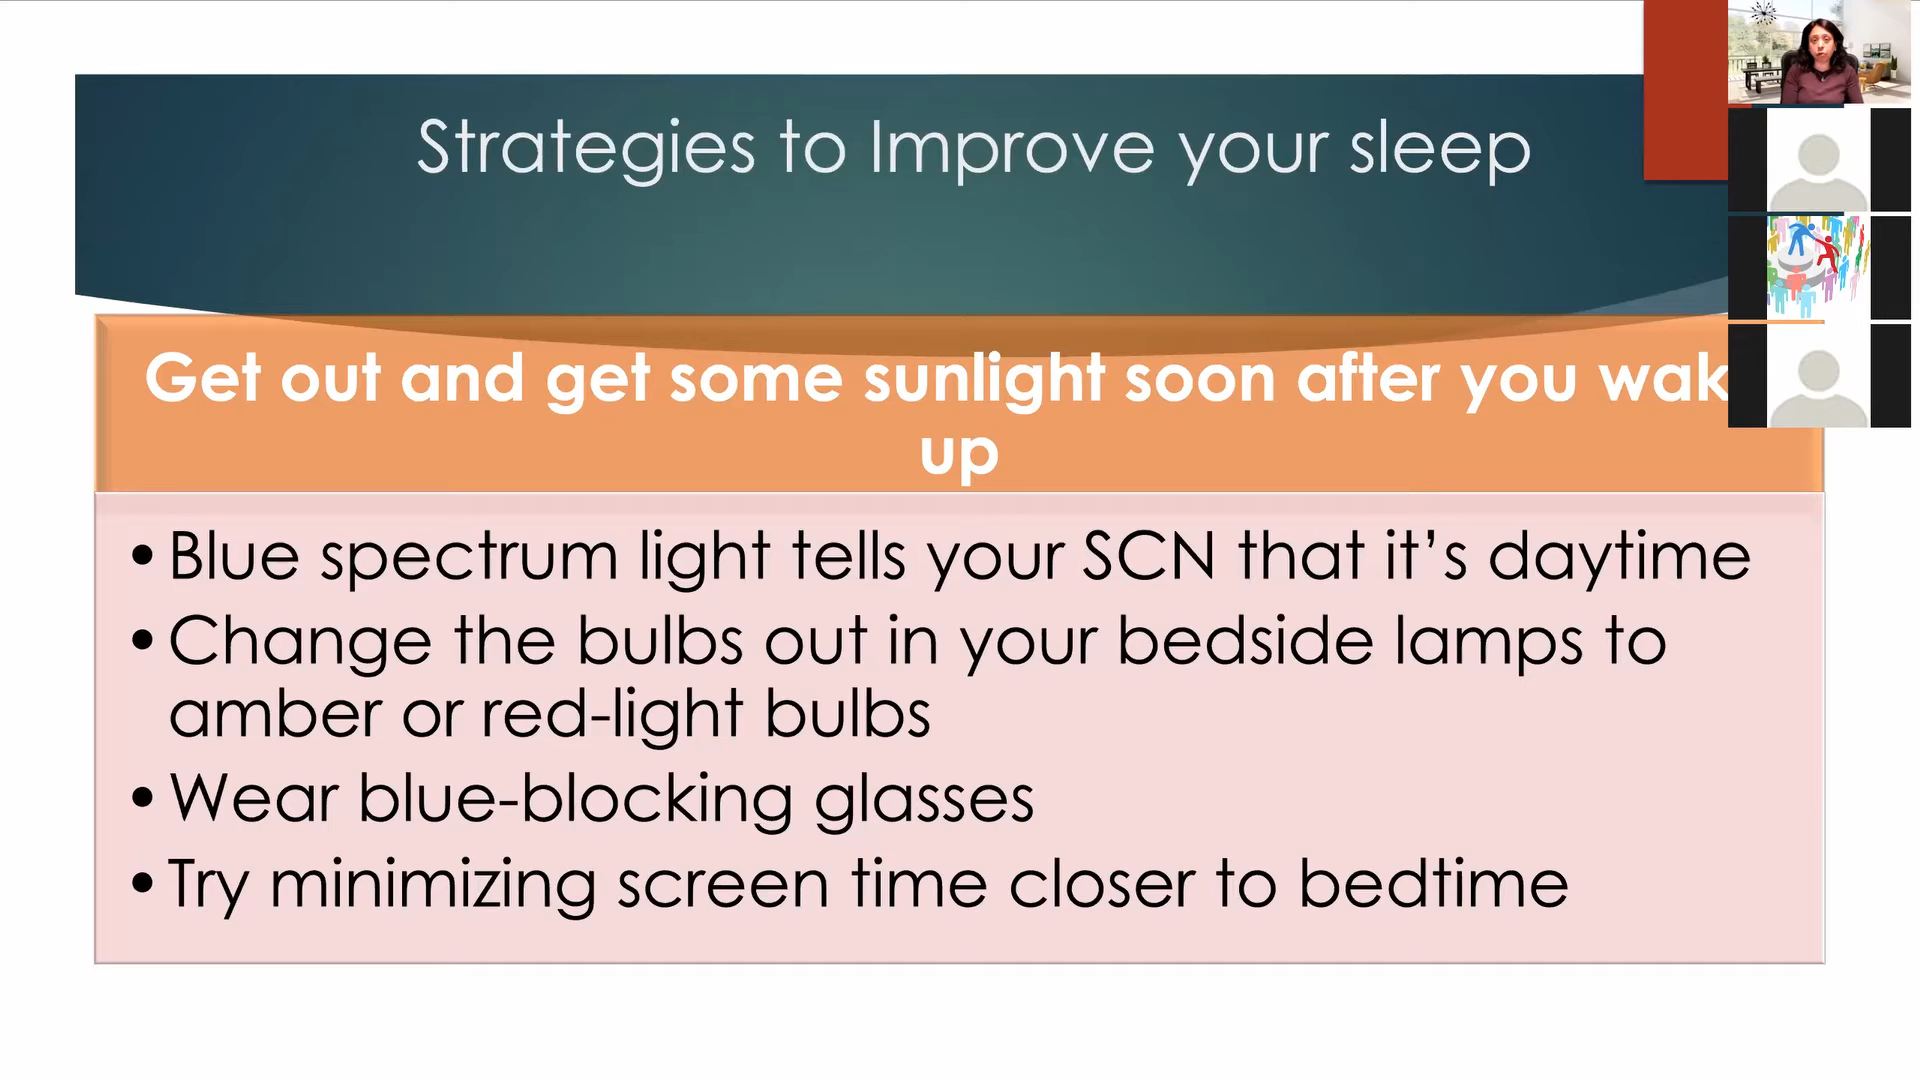 Strategies to Improve your sleep
Get out and get some sunlight soon after you wak
up
• Blue spectrum light tells your SCN that it’s daytime
• Change the bulbs out in your bedside lamps to
amber or red-light bulbs
• Wear blue-blocking glasses
• Try minimizing screen time closer to bedtime